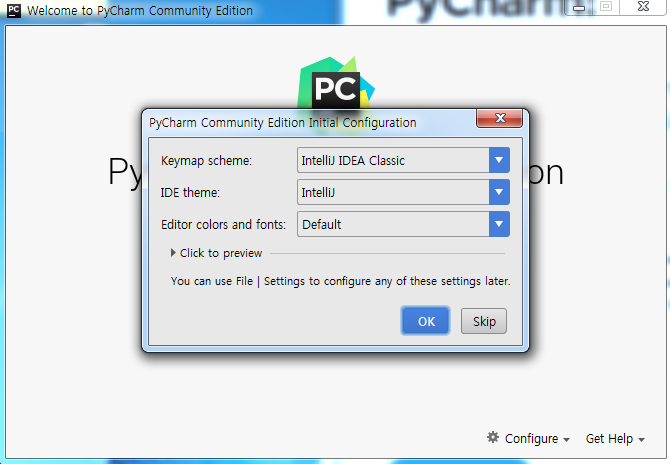 PyCharm
PC Welcome to PyCharm Community Edition
PC
PyCharm Community Edition Initial Configuration
Keymap scheme: IntelliJ IDEA Classic
IDE theme: IntelliJ
Editor colors and fonts: Default
Click to preview
You can use File | Settings to configure any of these settings later.
OK Skip
Configure Get Help